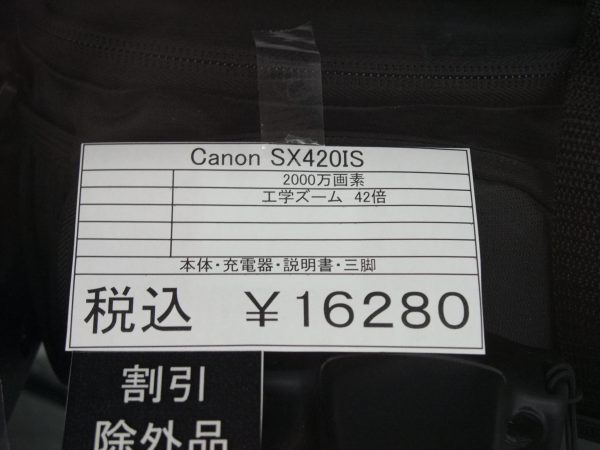 Canon SX420IS
2000万画素
工学ズーム 42倍
本体・充電器・説明書・三脚
税込 ￥16280
割引
除外品